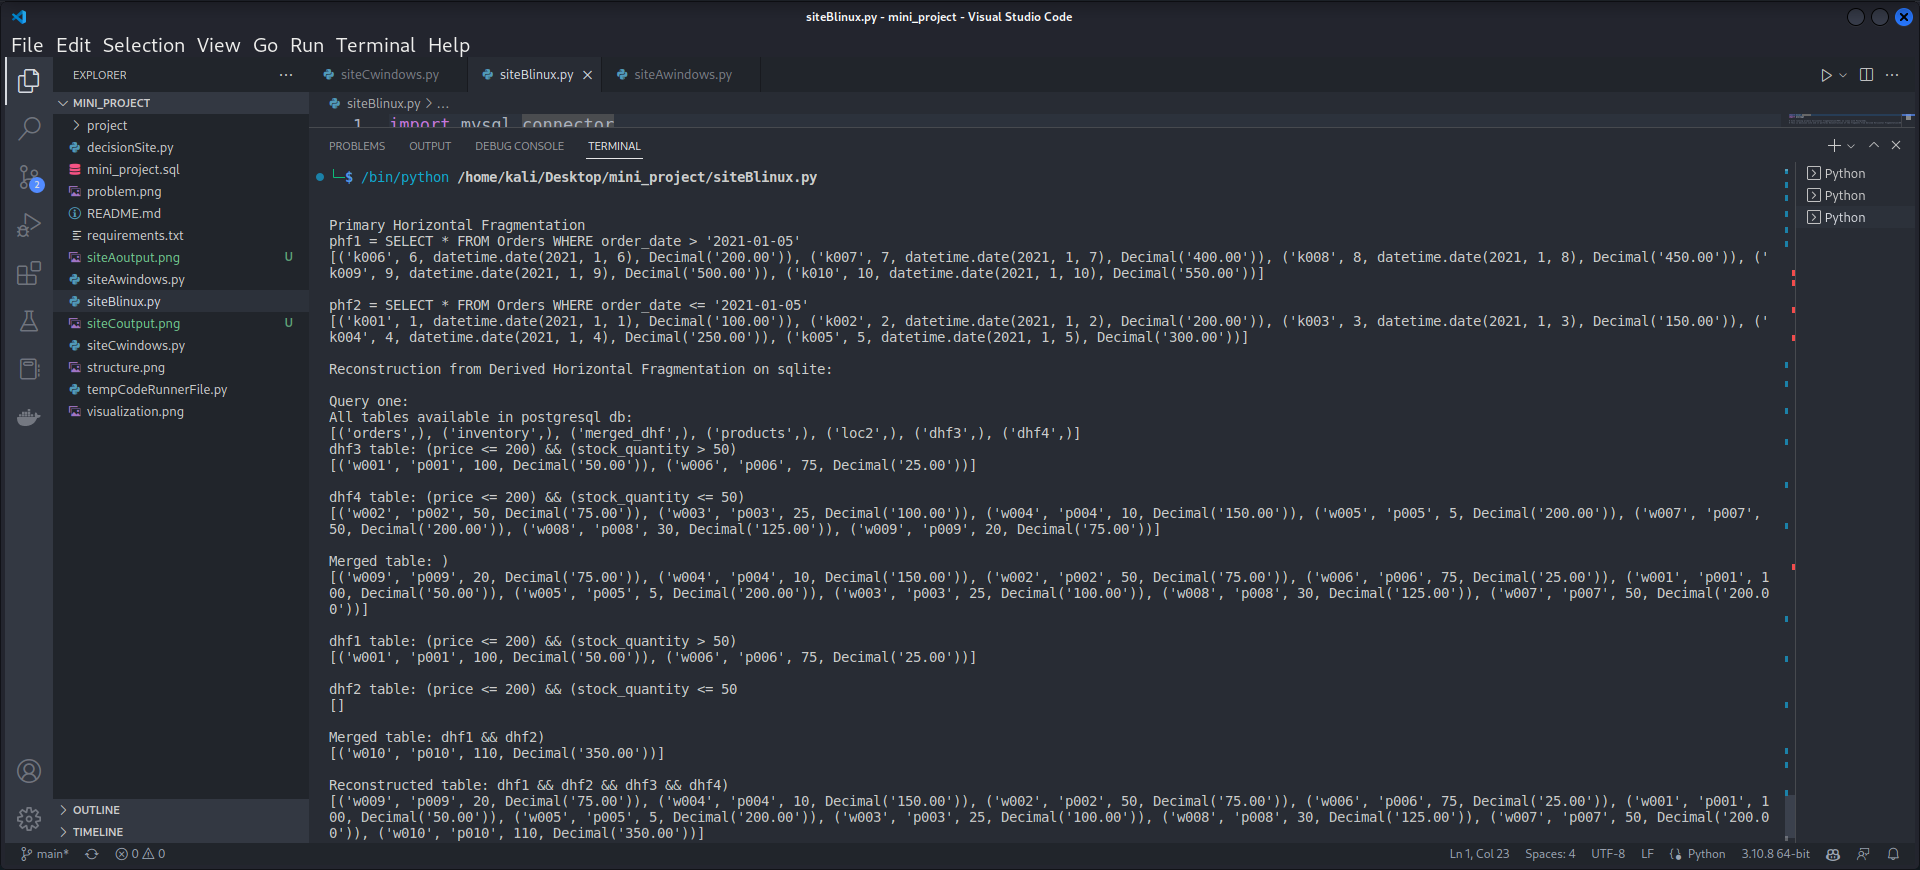 siteBlinux.py - mini_project - Visual Studio Code
File Edit Selection View Go Run Terminal Help
EXPLORER
siteCwindows.py
siteBlinux.py
siteAwindows.py
MINI_PROJECT
project
decisionSite.py
mini_project.sql
problem.png
README.md
requirements.txt
siteAoutput.png U
siteAwindows.py
siteBlinux.py
siteCoutput.png U
siteCwindows.py
structure.png
tempCodeRunnerFile.py
visualization.png
OUTLINE
TIMELINE
2
siteBlinux.py > ...
1 import mysql.connector
PROBLEMS OUTPUT DEBUG CONSOLE TERMINAL
└─$ /bin/python /home/kali/Desktop/mini_project/siteBlinux.py
Primary Horizontal Fragmentation
phf1 = SELECT * FROM Orders WHERE order_date > '2021-01-05'
[('k006', 6, datetime.date(2021, 1, 6), Decimal('200.00')), ('k007', 7, datetime.date(2021, 1, 7), Decimal('400.00')), ('k008', 8, datetime.date(2021, 1, 8), Decimal('450.00')), ('
k009', 9, datetime.date(2021, 1, 9), Decimal('500.00')), ('k010', 10, datetime.date(2021, 1, 10), Decimal('550.00'))]
phf2 = SELECT * FROM Orders WHERE order_date <= '2021-01-05'
[('k001', 1, datetime.date(2021, 1, 1), Decimal('100.00')), ('k002', 2, datetime.date(2021, 1, 2), Decimal('200.00')), ('k003', 3, datetime.date(2021, 1, 3), Decimal('150.00')), ('
k004', 4, datetime.date(2021, 1, 4), Decimal('250.00')), ('k005', 5, datetime.date(2021, 1, 5), Decimal('300.00'))]
Reconstruction from Derived Horizontal Fragmentation on sqlite:
Query one:
All tables available in postgresql db:
[('orders',), ('inventory',), ('merged_dhf',), ('products',), ('loc2',), ('dhf3',), ('dhf4',)]
dhf3 table: (price <= 200) && (stock_quantity > 50)
[('w001', 'p001', 100, Decimal('50.00')), ('w006', 'p006', 75, Decimal('25.00'))]
dhf4 table: (price <= 200) && (stock_quantity <= 50)
[('w002', 'p002', 50, Decimal('75.00')), ('w003', 'p003', 25, Decimal('100.00')), ('w004', 'p004', 10, Decimal('150.00')), ('w005', 'p005', 5, Decimal('200.00')), ('w007', 'p007',
50, Decimal('200.00')), ('w008', 'p008', 30, Decimal('125.00')), ('w009', 'p009', 20, Decimal('75.00'))]
Merged table: )
[('w009', 'p009', 20, Decimal('75.00')), ('w004', 'p004', 10, Decimal('150.00')), ('w002', 'p002', 50, Decimal('75.00')), ('w006', 'p006', 75, Decimal('25.00')), ('w001', 'p001', 1
00, Decimal('50.00')), ('w005', 'p005', 5, Decimal('200.00')), ('w003', 'p003', 25, Decimal('100.00')), ('w008', 'p008', 30, Decimal('125.00')), ('w007', 'p007', 50, Decimal('200.0
0'))]
dhf1 table: (price <= 200) && (stock_quantity > 50)
[('w001', 'p001', 100, Decimal('50.00')), ('w006', 'p006', 75, Decimal('25.00'))]
dhf2 table: (price <= 200) && (stock_quantity <= 50
[]
Merged table: dhf1 && dhf2)
[('w010', 'p010', 110, Decimal('350.00'))]
Reconstructed table: dhf1 && dhf2 && dhf3 && dhf4)
[('w009', 'p009', 20, Decimal('75.00')), ('w004', 'p004', 10, Decimal('150.00')), ('w002', 'p002', 50, Decimal('75.00')), ('w006', 'p006', 75, Decimal('25.00')), ('w001', 'p001', 1
00, Decimal('50.00')), ('w005', 'p005', 5, Decimal('200.00')), ('w003', 'p003', 25, Decimal('100.00')), ('w008', 'p008', 30, Decimal('125.00')), ('w007', 'p007', 50, Decimal('200.0
0')), ('w010', 'p010', 110, Decimal('350.00'))]
Python
Python
Python
main* 0 0
Ln 1, Col 23 Spaces: 4 UTF-8 LF Python 3.10.8 64-bit